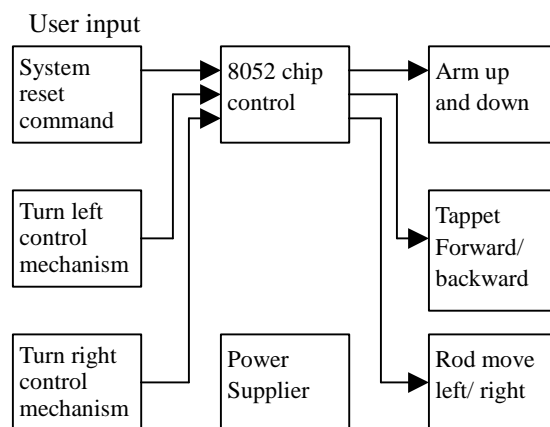 User input
System
reset
command
8052 chip
control
Arm up
and down
Turn left
control
mechanism
Tappet
Forward/
backward
Turn right
control
mechanism
Power
Supplier
Rod move
left/ right